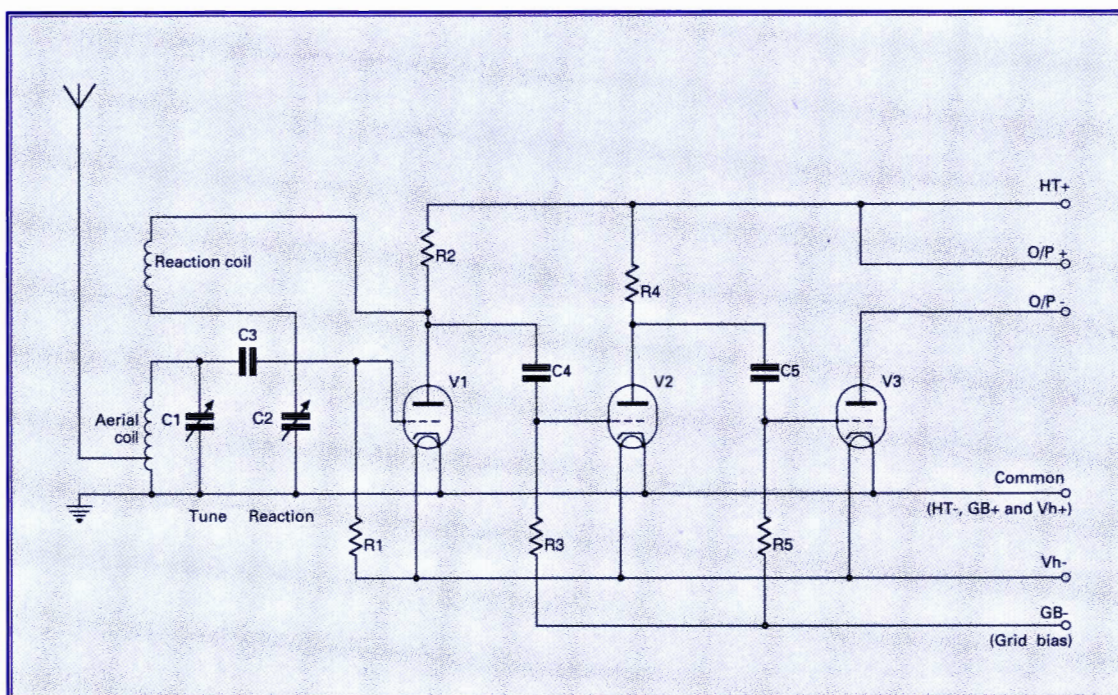 HT+
R2
O/P +
Reaction coil
R4
O/P -
C3
V1
C4
V2
C5
V3
Aerial
coil
C1
C2
Common
(HT-, GB+ and Vh+)
Tune
Reaction
R1
R3
R5
Vh-
GB-
(Grid bias)